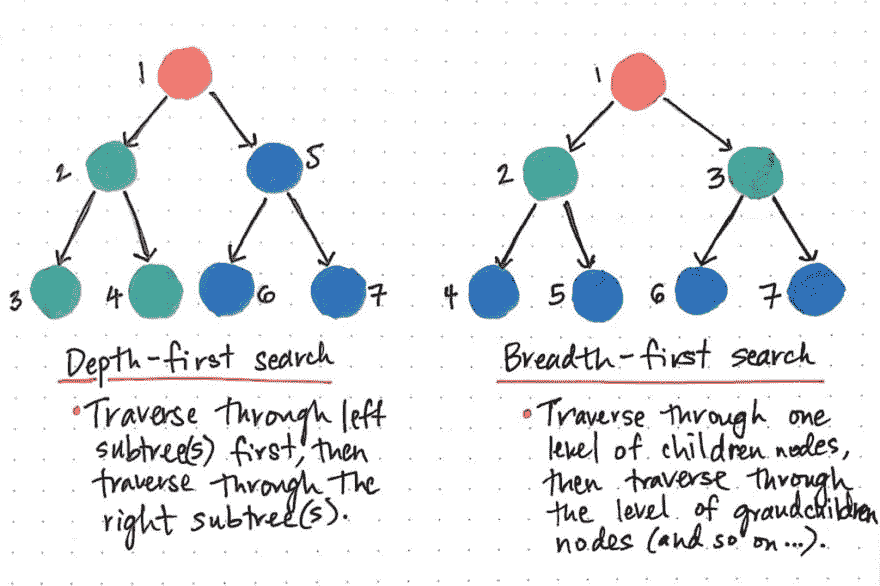 1
2
5
3
4
6
7
Depth-first search
• Traverse through left
subtree(s) first, then
traverse through the
right subtree(s).
1
2
3
4
5
6
7
Breadth-first search
• Traverse through one
level of children nodes,
then traverse through
the level of grandchildren
nodes (and so on...).